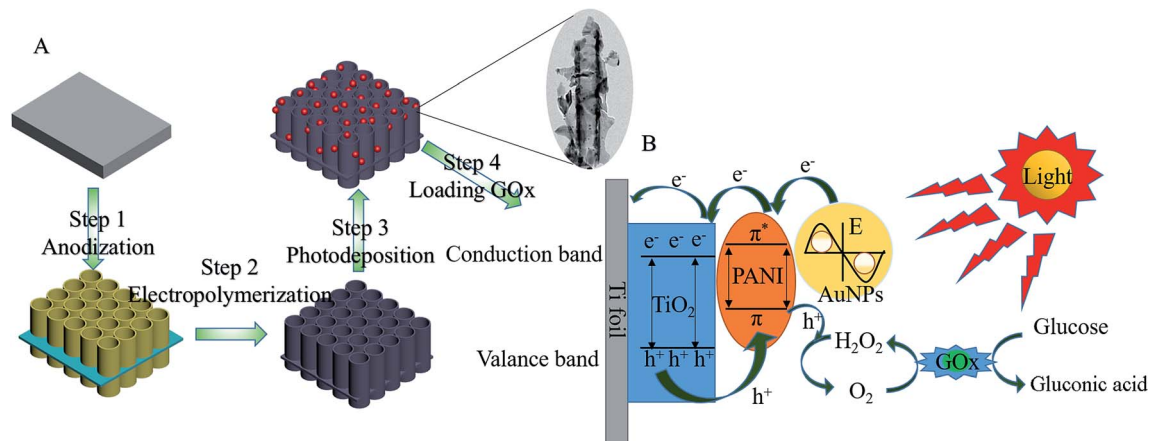 A
Step 1
Anodization
Step 2
Electropolymerization
Step 3
Photodeposition
Step 4
Loading GOx
B
Conduction band
Valance band
Ti foil
e⁻
e⁻
e⁻
e⁻ e⁻ e⁻
TiO₂
h⁺ h⁺ h⁺
h⁺
π*
PANI
π
E
AuNPs
h⁺
H₂O₂
O₂
GOx
Light
Glucose
Gluconic acid